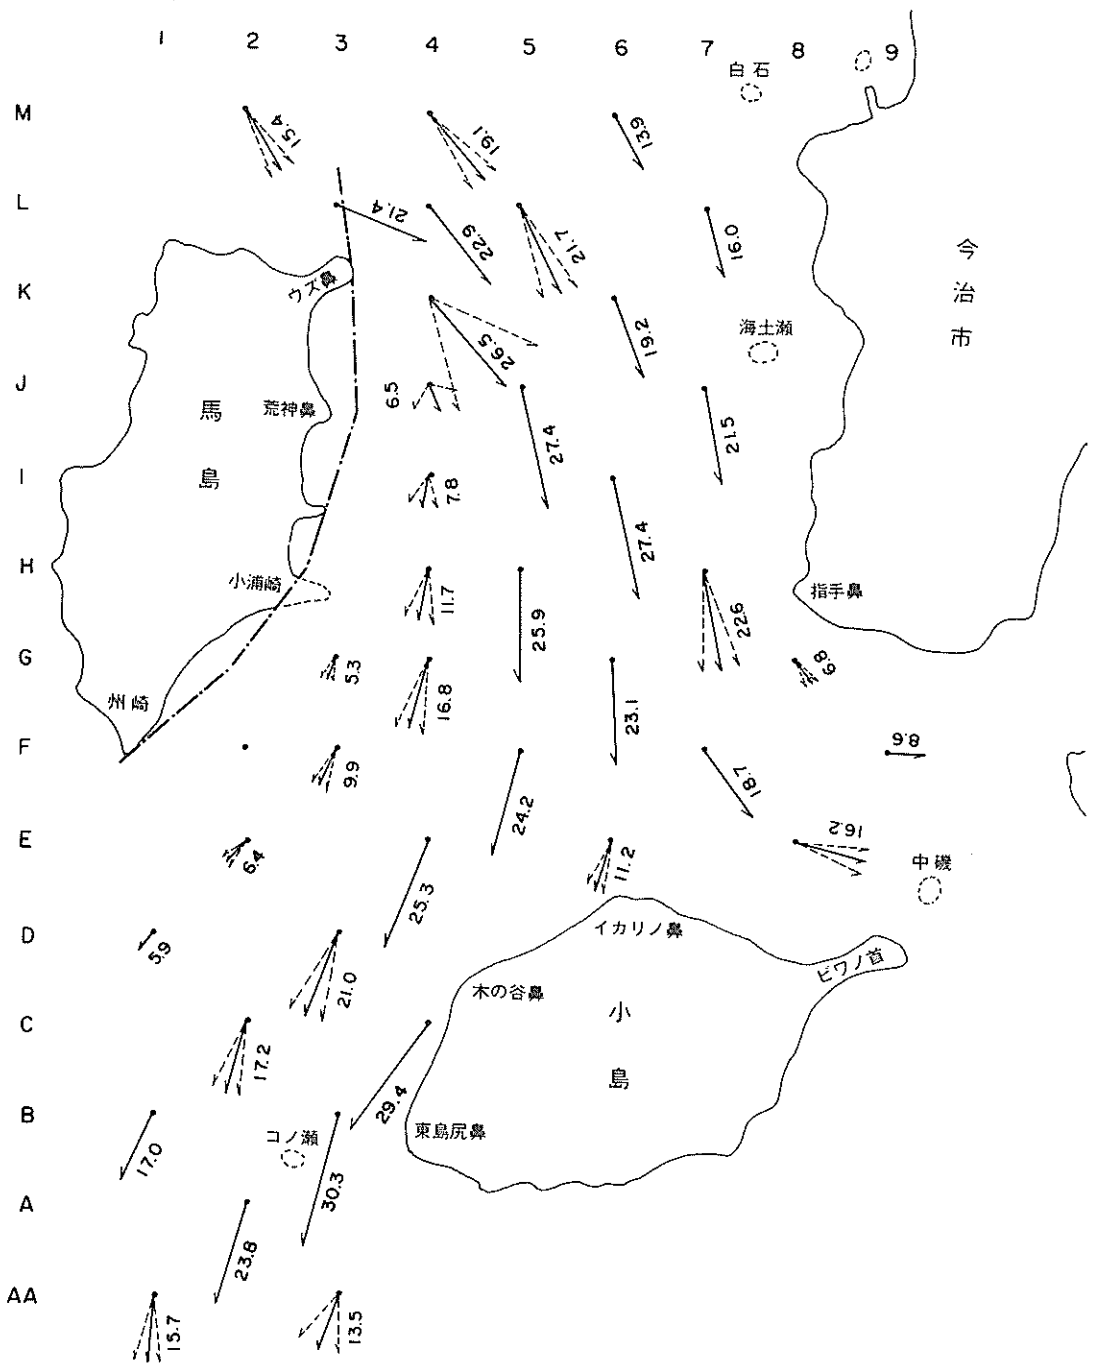 1 2 3 4 5 6 7 8 9
白石
M 15.4 19.1 13.9
L 21.4 22.9 21.7 16.0
今治市
ウズ鼻
K 26.5 19.2
海土瀬
J 6.5 27.4 21.5
馬島
荒神鼻
I 7.8 27.4
H 11.7 25.9 22.6
小浦崎
指手鼻
G 5.3 16.8 23.1 6.8
州崎
F 9.9 24.2 18.7 8.6
E 6.4 25.3 11.2 16.2
中磯
イカリノ鼻
D 5.9 21.0
ビワノ首
木の谷鼻
小島
C 17.2 29.4
B 17.0 30.3
コノ瀬
東島尻鼻
A 23.8
AA 15.7 13.5